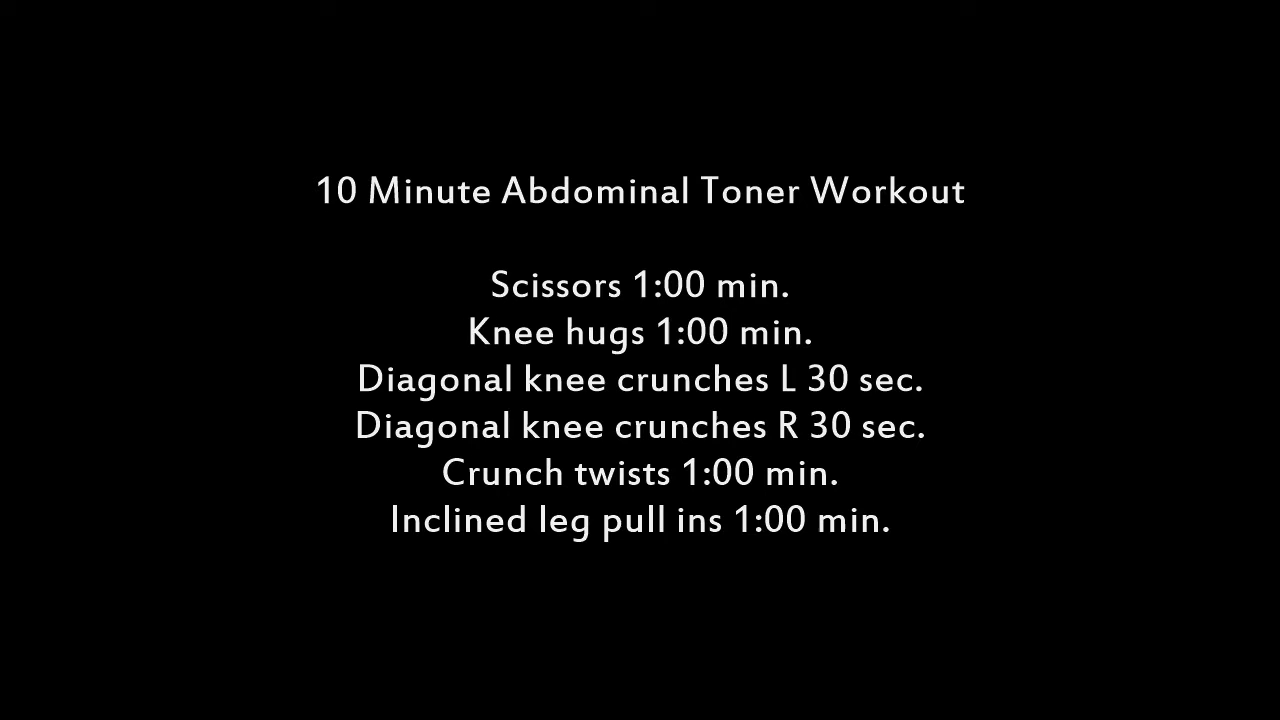 10 Minute Abdominal Toner Workout
Scissors 1:00 min.
Knee hugs 1:00 min.
Diagonal knee crunches L 30 sec.
Diagonal knee crunches R 30 sec.
Crunch twists 1:00 min.
Inclined leg pull ins 1:00 min.